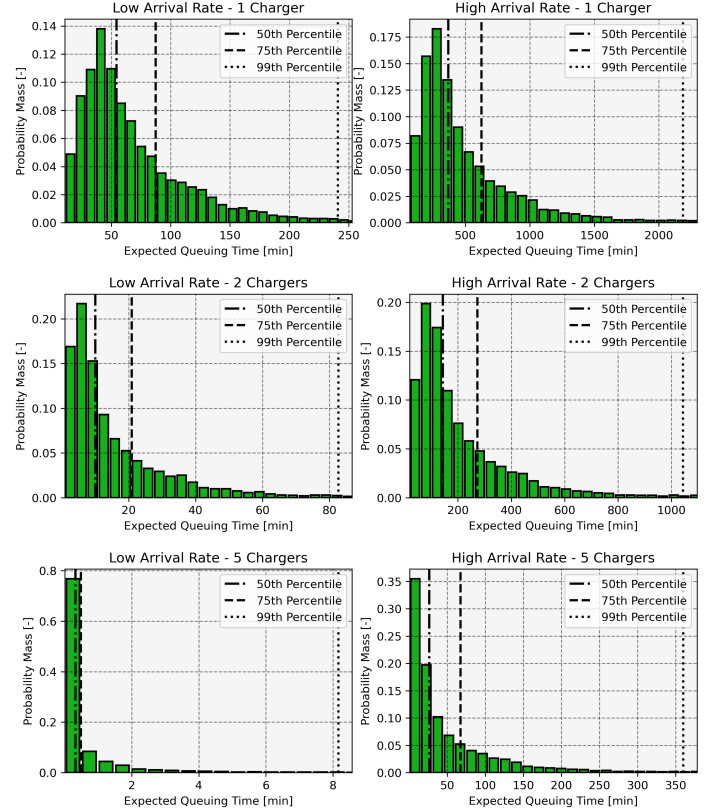 Low Arrival Rate - 1 Charger
0.14
0.12
0.10
0.08
0.06
0.04
0.02
0.00
Probability Mass [-]
50th Percentile
75th Percentile
99th Percentile
50
100
150
200
250
Expected Queuing Time [min]
High Arrival Rate - 1 Charger
0.175
0.150
0.125
0.100
0.075
0.050
0.025
0.000
Probability Mass [-]
50th Percentile
75th Percentile
99th Percentile
500
1000
1500
2000
Expected Queuing Time [min]
Low Arrival Rate - 2 Chargers
0.20
0.15
0.10
0.05
0.00
Probability Mass [-]
50th Percentile
75th Percentile
99th Percentile
20
40
60
80
Expected Queuing Time [min]
High Arrival Rate - 2 Chargers
0.20
0.15
0.10
0.05
0.00
Probability Mass [-]
50th Percentile
75th Percentile
99th Percentile
200
400
600
800
1000
Expected Queuing Time [min]
Low Arrival Rate - 5 Chargers
0.8
0.6
0.4
0.2
0.0
Probability Mass [-]
50th Percentile
75th Percentile
99th Percentile
2
4
6
8
Expected Queuing Time [min]
High Arrival Rate - 5 Chargers
0.35
0.30
0.25
0.20
0.15
0.10
0.05
0.00
Probability Mass [-]
50th Percentile
75th Percentile
99th Percentile
50
100
150
200
250
300
350
Expected Queuing Time [min]